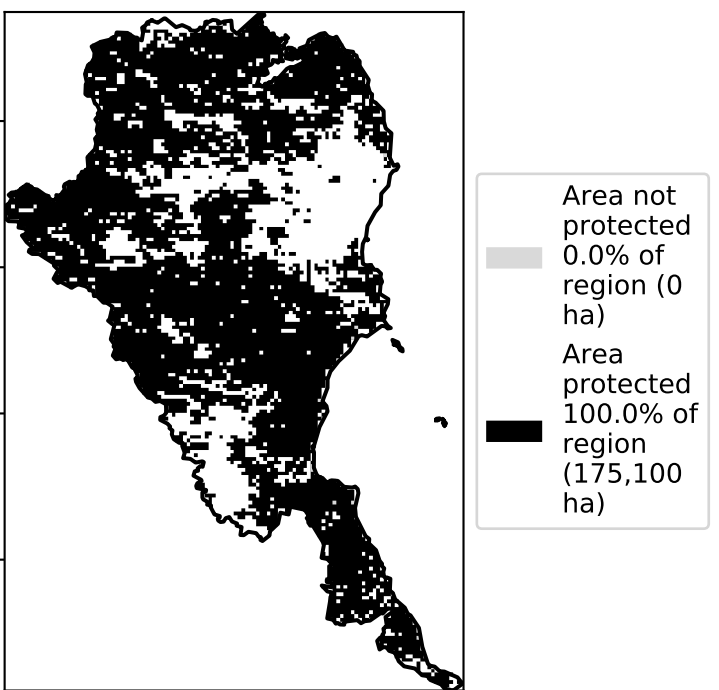 Area not
protected
0.0% of
region (0
ha)
Area
protected
100.0% of
region
(175,100
ha)